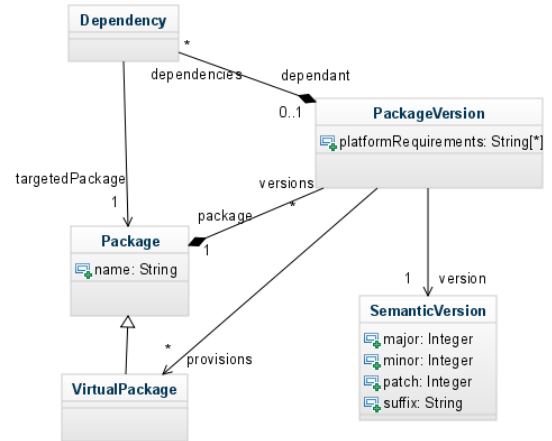 Dependency
*
dependencies
dependant
0..1
PackageVersion
platformRequirements: String[*]
targetedPackage
1
versions
*
package
1
Package
name: String
1
version
SemanticVersion
major: Integer
minor: Integer
patch: Integer
suffix: String
*
provisions
VirtualPackage